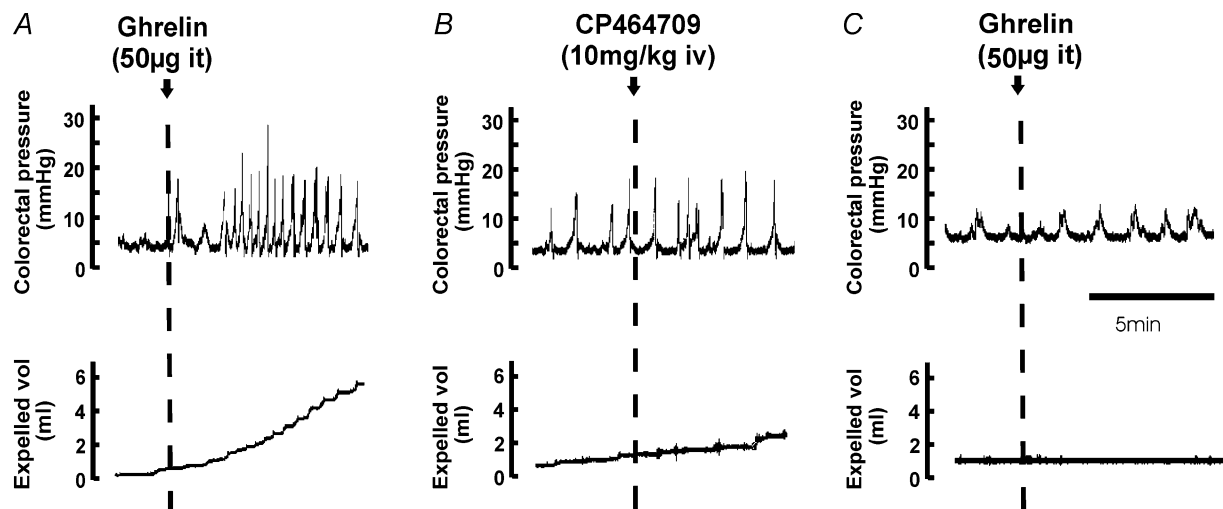 A
Ghrelin
(50µg it)
Colorectal pressure
(mmHg)
30
20
10
0
Expelled vol
(ml)
6
4
2
0
B
CP464709
(10mg/kg iv)
Colorectal pressure
(mmHg)
30
20
10
0
Expelled vol
(ml)
6
4
2
0
C
Ghrelin
(50µg it)
Colorectal pressure
(mmHg)
30
20
10
0
5min
Expelled vol
(ml)
6
4
2
0